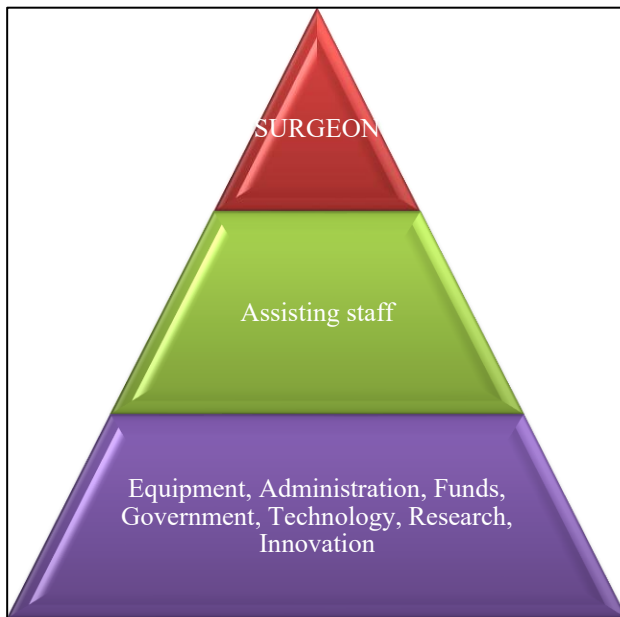 SURGEON
Assisting staff
Equipment, Administration, Funds,
Government, Technology, Research,
Innovation